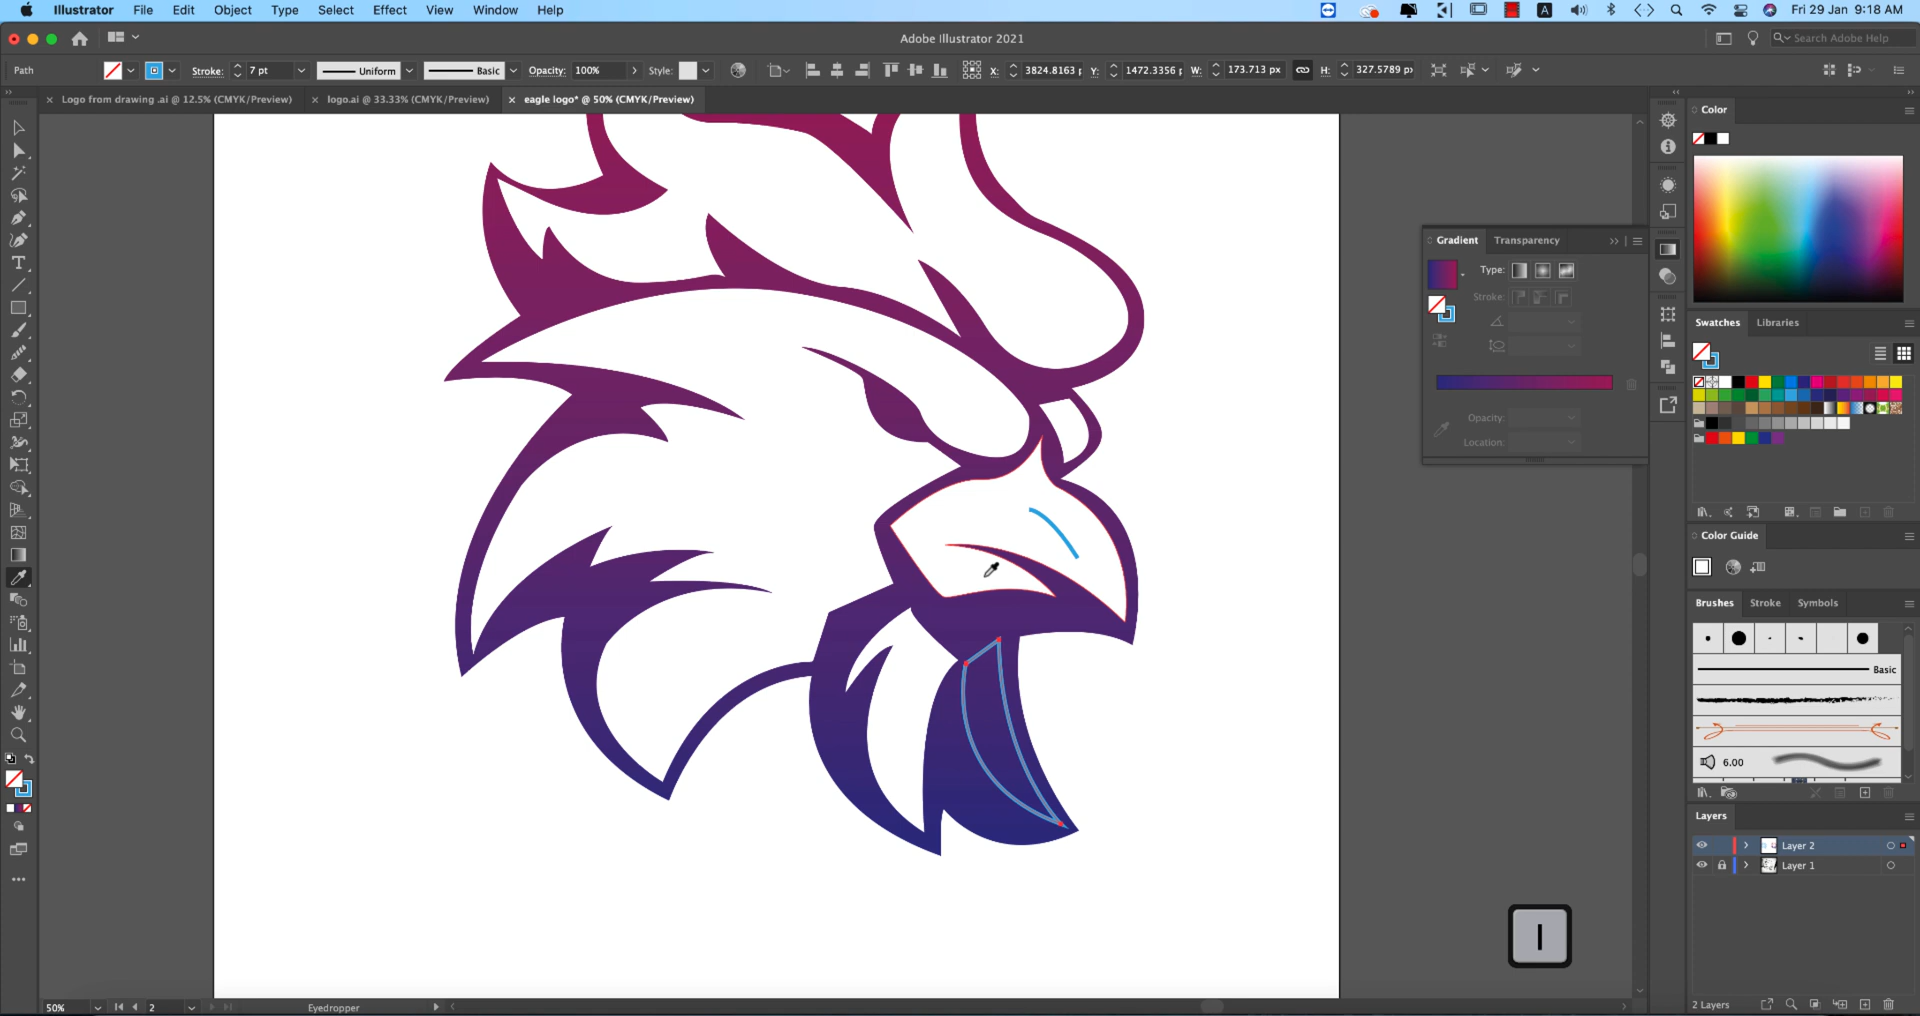 Illustrator File Edit Object Type Select Effect View Window Help
A Fri 29 Jan 9:18 AM
Adobe Illustrator 2021
Search Adobe Help
Path Stroke: 7 pt Uniform Basic Opacity: 100% Style: X: 3824.8163 p Y: 1472.3356 p W: 173.713 px H: 327.5789 px
Logo from drawing .ai @ 12.5% (CMYK/Preview) logo.ai @ 33.33% (CMYK/Preview) eagle logo* @ 50% (CMYK/Preview)
Color
Gradient Transparency
Type:
Stroke:
Opacity:
Location:
Swatches Libraries
Color Guide
Brushes Stroke Symbols
Basic
6.00
Layers
Layer 2
Layer 1
I
2 Layers
50% 2 Eyedropper